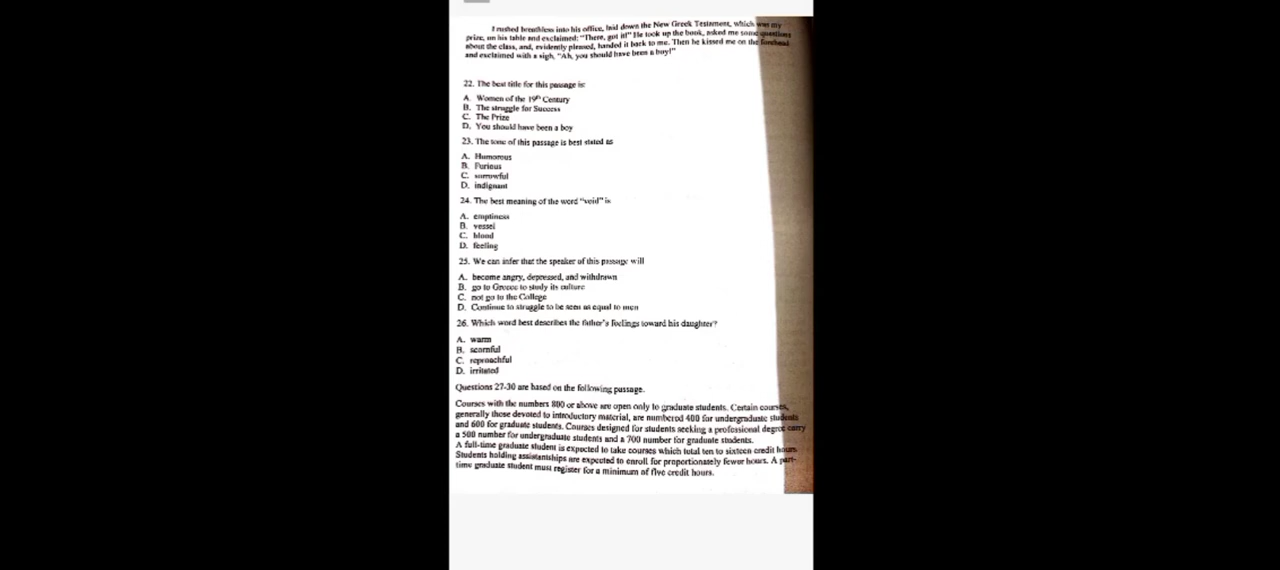 I rushed breathless into his office, laid down the New Greek Testament, which was my
prize, on his table and exclaimed: "There, got it!" He took up the book, asked me some questions
about the class, and, evidently pleased, handed it back to me. Then he kissed me on the forehead
and exclaimed with a sigh, "Ah, you should have been a boy!"
22. The best title for this passage is:
A. Women of the 19th Century
B. The struggle for Success
C. The Prize
D. You should have been a boy
23. The tone of this passage is best stated as
A. Humorous
B. Furious
C. sorrowful
D. indignant
24. The best meaning of the word "void" is
A. emptiness
B. vessel
C. blood
D. feeling
25. We can infer that the speaker of this passage will
A. become angry, depressed, and withdrawn
B. go to Greece to study its culture
C. not go to the College
D. Continue to struggle to be seen as equal to men
26. Which word best describes the father's feelings toward his daughter?
A. warm
B. scornful
C. reproachful
D. irritated
Questions 27-30 are based on the following passage.
Courses with the numbers 800 or above are open only to graduate students. Certain courses,
generally those devoted to introductory material, are numbered 400 for undergraduate students
and 600 for graduate students. Courses designed for students seeking a professional degree carry
a 500 number for undergraduate students and a 700 number for graduate students.
A full-time graduate student is expected to take courses which total ten to sixteen credit hours.
Students holding assistantships are expected to enroll for proportionately fewer hours. A part-
time graduate student must register for a minimum of five credit hours.